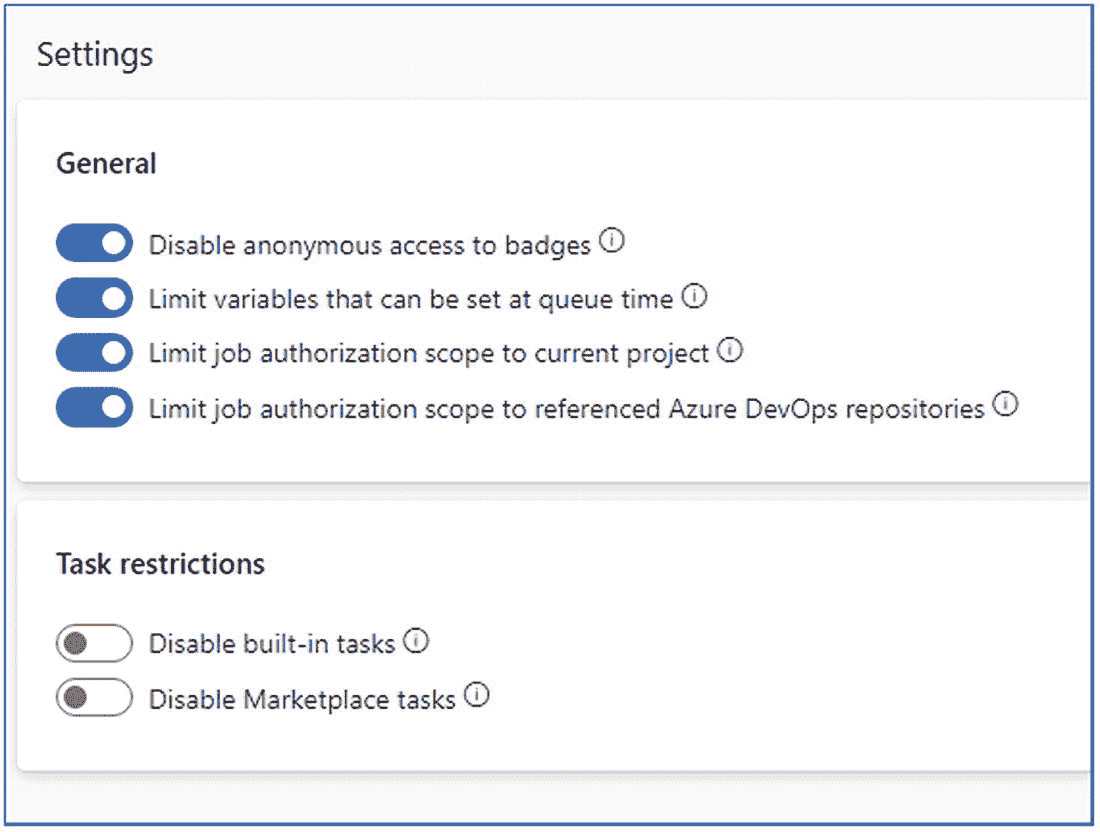 Settings
General
Disable anonymous access to badges
Limit variables that can be set at queue time
Limit job authorization scope to current project
Limit job authorization scope to referenced Azure DevOps repositories
Task restrictions
Disable built-in tasks
Disable Marketplace tasks